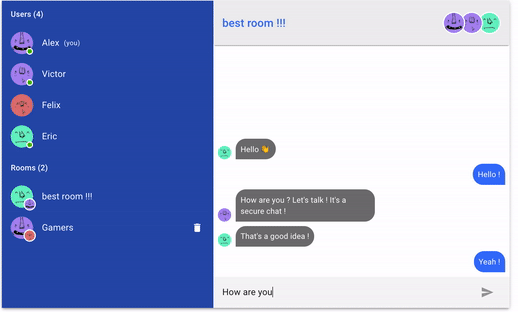 Users (4)
Alex (you)
Victor
Felix
Eric
Rooms (2)
best room !!!
Gamers
best room !!!
Hello 👋
Hello !
How are you ? Let's talk ! It's a
secure chat !
That's a good idea !
Yeah !
How are you